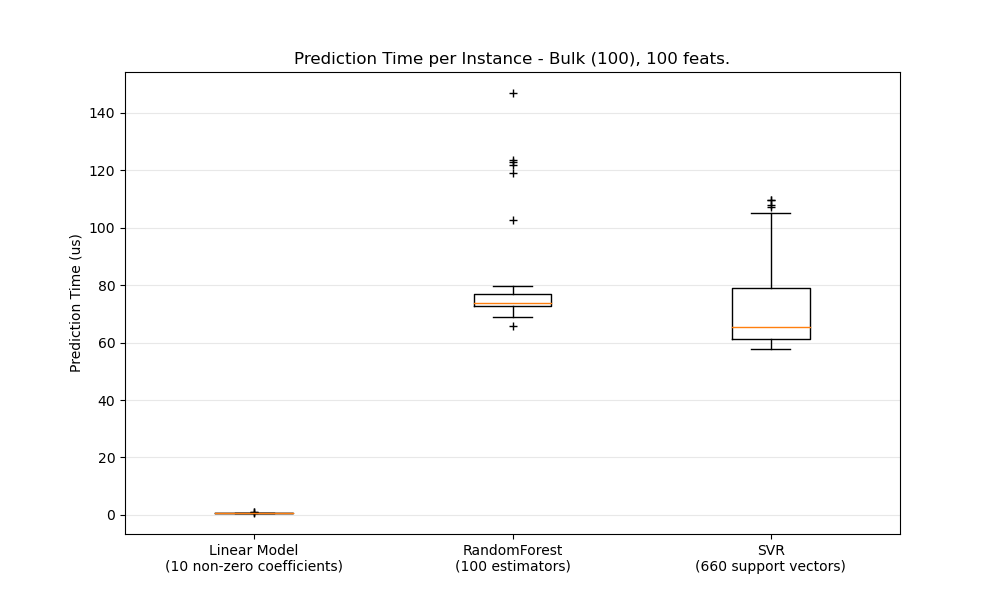 Prediction Time per Instance - Bulk (100), 100 feats.
Prediction Time (us)
140
120
100
80
60
40
20
0
Linear Model
(10 non-zero coefficients)
RandomForest
(100 estimators)
SVR
(660 support vectors)